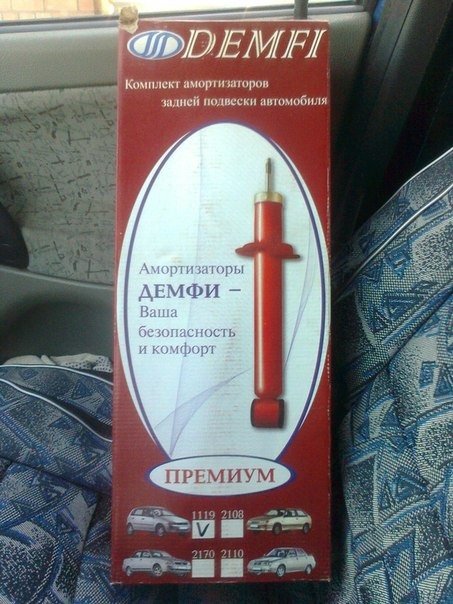 DEMFI
Комплект амортизаторов
задней подвески автомобиля
Амортизаторы
ДЕМФИ –
Ваша
безопасность
и комфорт
ПРЕМИУМ
1119 2108
2170 2110